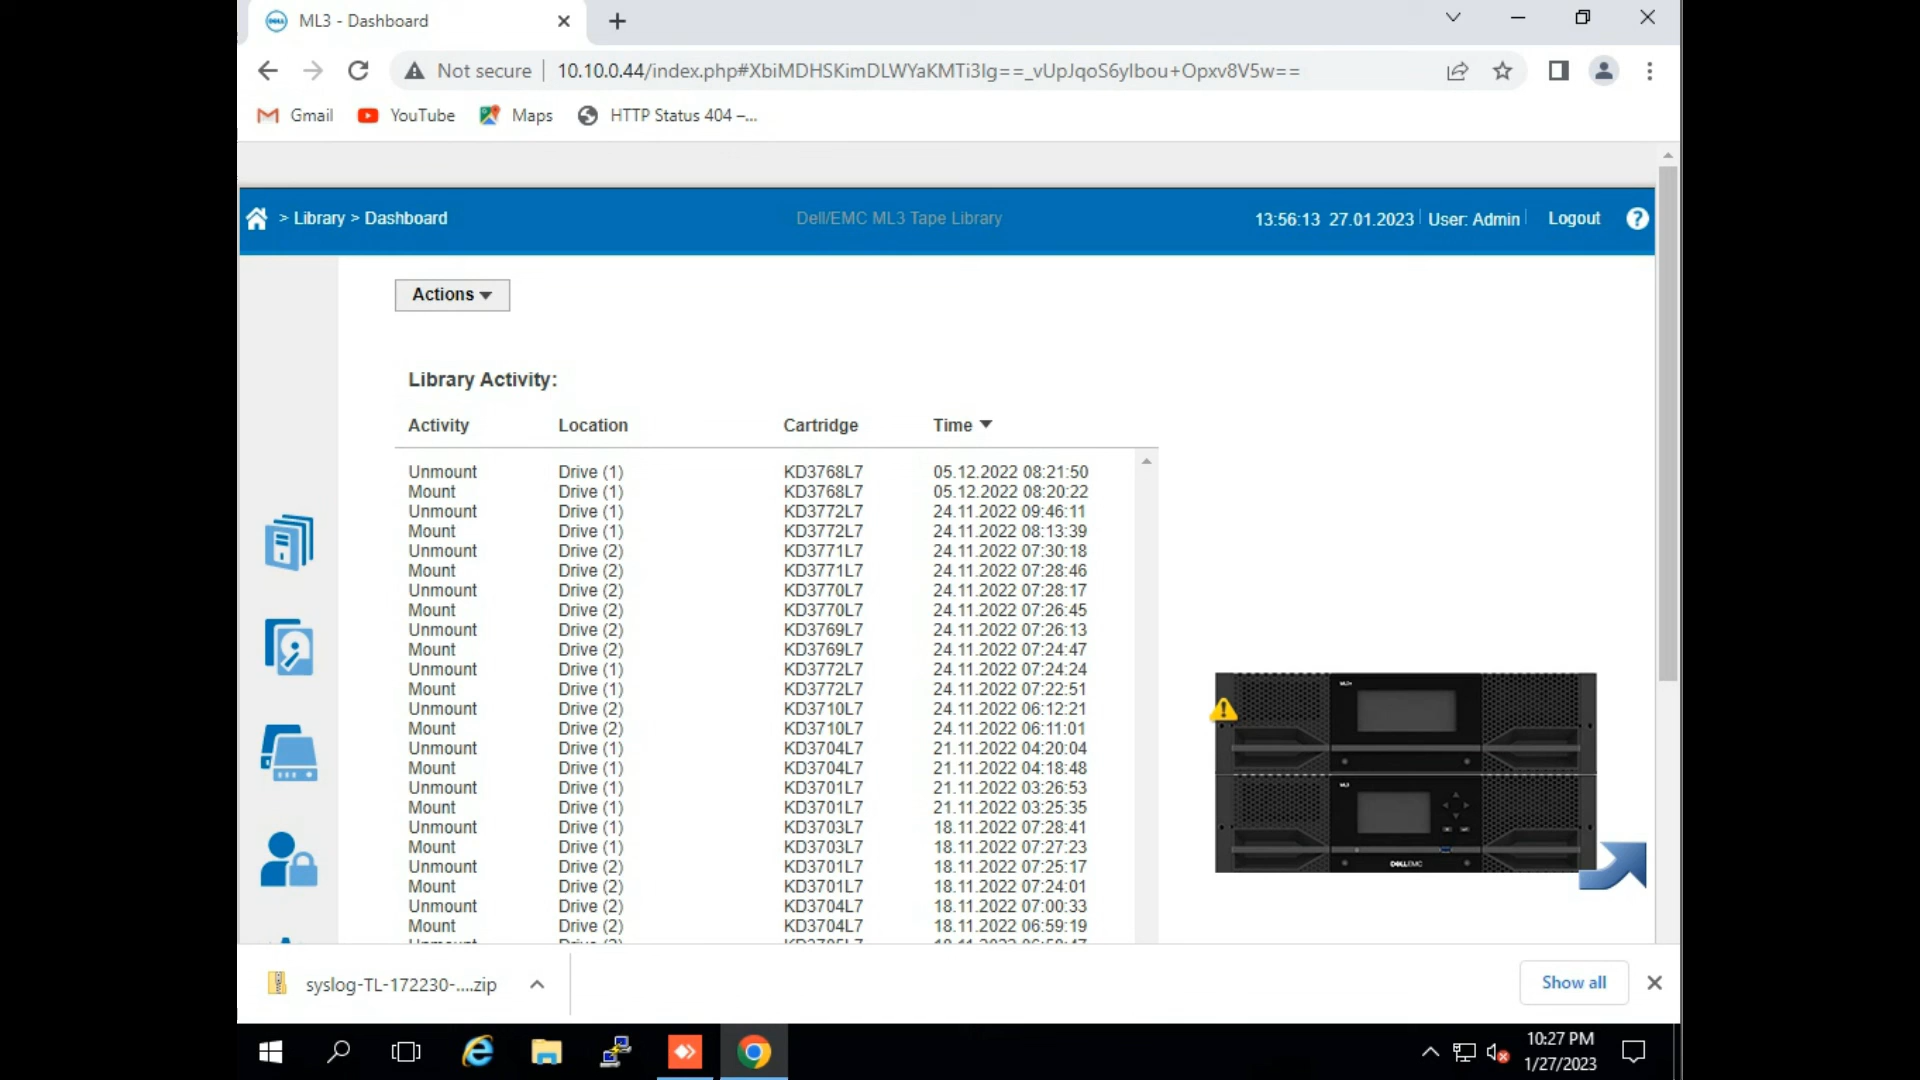 ML3 - Dashboard
Not secure 10.10.0.44/index.php#XbiMDHSKimDLWYaKMTi3Ig==_vUpJqoS6yIbou+Opxv8V5w==
Gmail YouTube Maps HTTP Status 404 –...
> Library > Dashboard Dell/EMC ML3 Tape Library 13:56:13 27.01.2023 User: Admin Logout ?
Actions
Library Activity:
Activity Location Cartridge Time
Unmount Drive (1) KD3768L7 05.12.2022 08:21:50
Mount Drive (1) KD3768L7 05.12.2022 08:20:22
Unmount Drive (1) KD3772L7 24.11.2022 09:46:11
Mount Drive (1) KD3772L7 24.11.2022 08:13:39
Unmount Drive (2) KD3771L7 24.11.2022 07:30:18
Mount Drive (2) KD3771L7 24.11.2022 07:28:46
Unmount Drive (2) KD3770L7 24.11.2022 07:28:17
Mount Drive (2) KD3770L7 24.11.2022 07:26:45
Unmount Drive (2) KD3769L7 24.11.2022 07:26:13
Mount Drive (2) KD3769L7 24.11.2022 07:24:47
Unmount Drive (1) KD3772L7 24.11.2022 07:24:24
Mount Drive (1) KD3772L7 24.11.2022 07:22:51
Unmount Drive (2) KD3710L7 24.11.2022 06:12:21
Mount Drive (2) KD3710L7 24.11.2022 06:11:01
Unmount Drive (1) KD3704L7 21.11.2022 04:20:04
Mount Drive (1) KD3704L7 21.11.2022 04:18:48
Unmount Drive (1) KD3701L7 21.11.2022 03:26:53
Mount Drive (1) KD3701L7 21.11.2022 03:25:35
Unmount Drive (1) KD3703L7 18.11.2022 07:28:41
Mount Drive (1) KD3703L7 18.11.2022 07:27:23
Unmount Drive (2) KD3701L7 18.11.2022 07:25:17
Mount Drive (2) KD3701L7 18.11.2022 07:24:01
Unmount Drive (2) KD3704L7 18.11.2022 07:00:33
Mount Drive (2) KD3704L7 18.11.2022 06:59:19
DELLEMC
syslog-TL-172230-....zip Show all
10:27 PM
1/27/2023